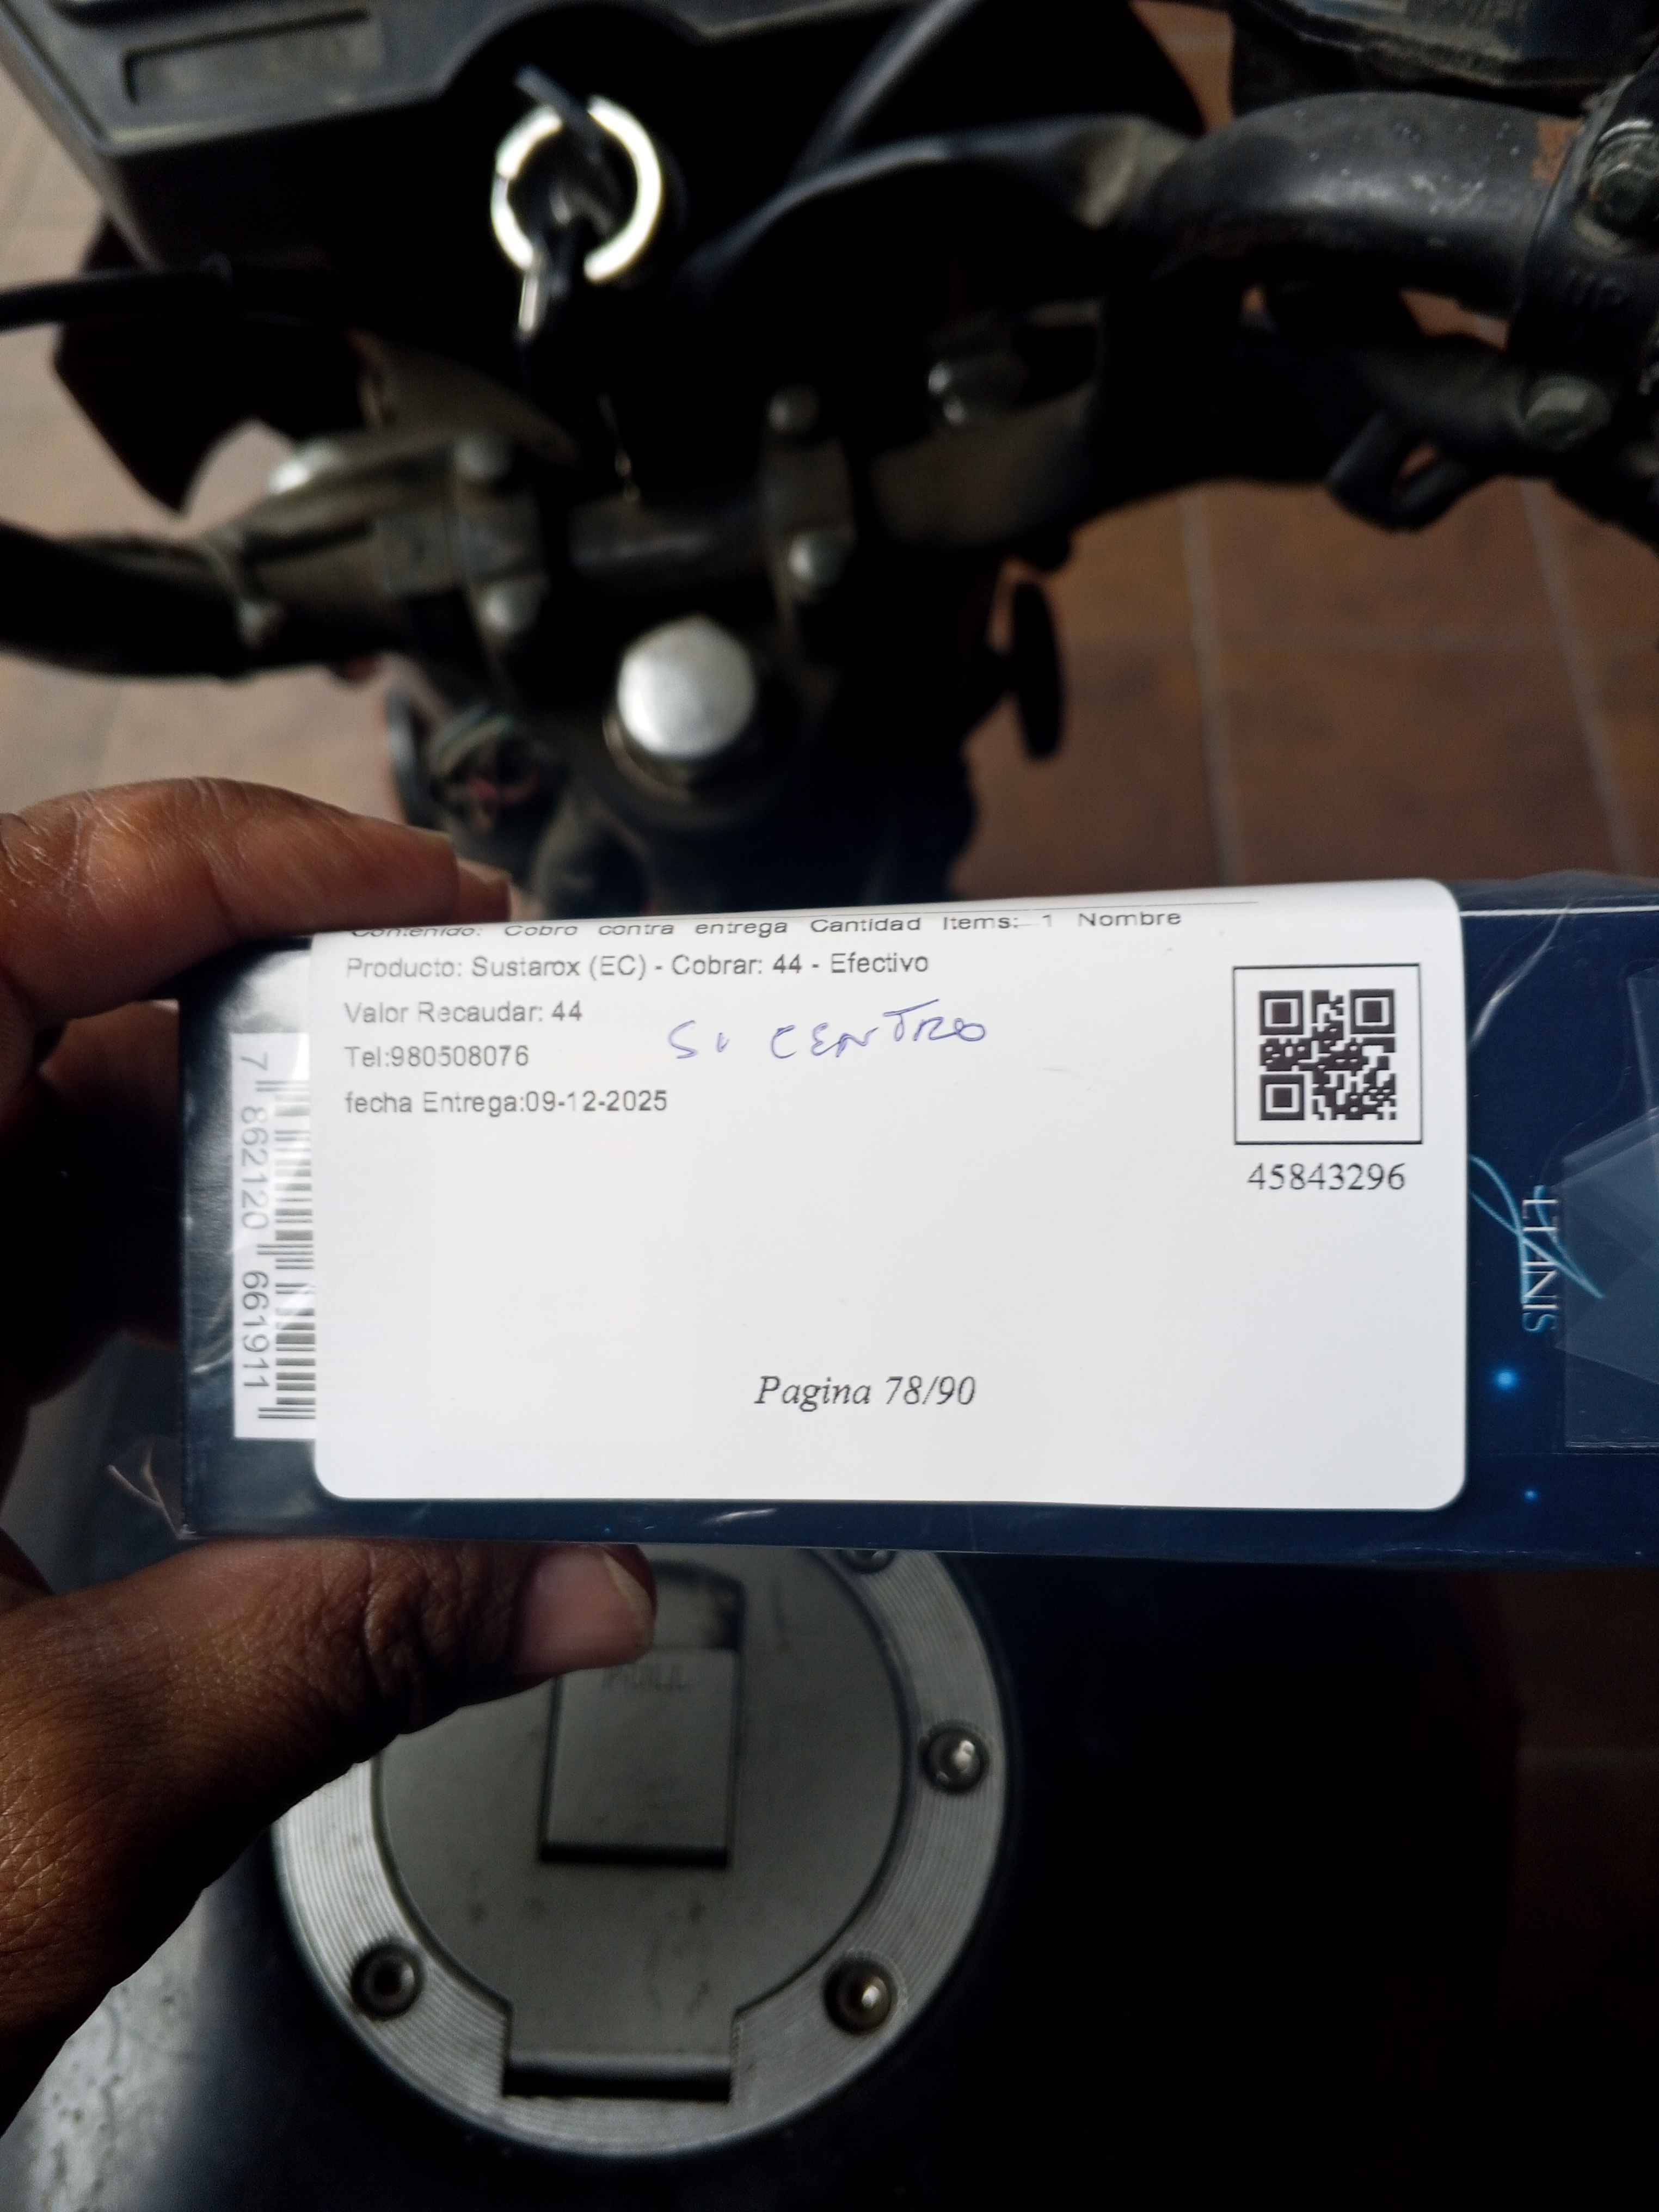 Contenido: Cobro contra entrega Cantidad Items: 1 Nombre
Producto: Sustarox (EC) - Cobrar: 44 - Efectivo
Valor Recaudar: 44
Tel:980508076
SI CENTRO
fecha Entrega:09-12-2025
45843296
Pagina 78/90
7 862120 661911
PULL